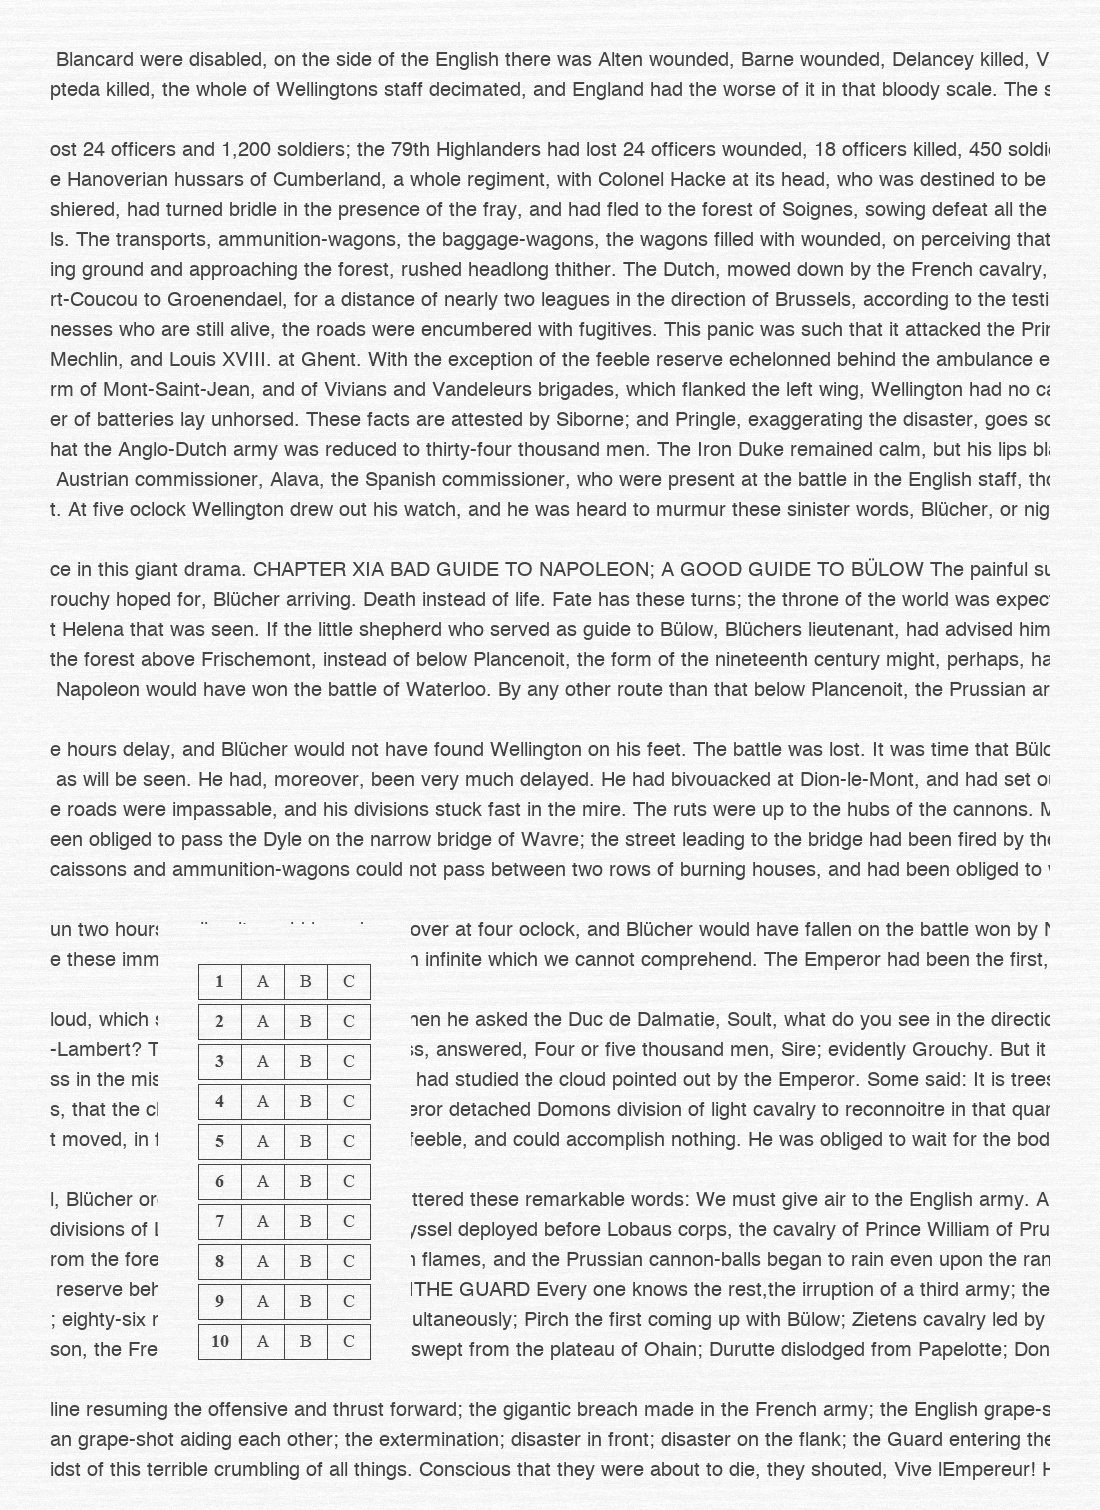 Blancard were disabled, on the side of the English there was Alten wounded, Barne wounded, Delancey killed, V
pteda killed, the whole of Wellingtons staff decimated, and England had the worse of it in that bloody scale. The s
ost 24 officers and 1,200 soldiers; the 79th Highlanders had lost 24 officers wounded, 18 officers killed, 450 soldi
e Hanoverian hussars of Cumberland, a whole regiment, with Colonel Hacke at its head, who was destined to be
shiered, had turned bridle in the presence of the fray, and had fled to the forest of Soignes, sowing defeat all the
ls. The transports, ammunition-wagons, the baggage-wagons, the wagons filled with wounded, on perceiving that
ing ground and approaching the forest, rushed headlong thither. The Dutch, mowed down by the French cavalry,
rt-Coucou to Groenendael, for a distance of nearly two leagues in the direction of Brussels, according to the testi
nesses who are still alive, the roads were encumbered with fugitives. This panic was such that it attacked the Prin
Mechlin, and Louis XVIII. at Ghent. With the exception of the feeble reserve echelonned behind the ambulance e
rm of Mont-Saint-Jean, and of Vivians and Vandeleurs brigades, which flanked the left wing, Wellington had no ca
er of batteries lay unhorsed. These facts are attested by Siborne; and Pringle, exaggerating the disaster, goes so
hat the Anglo-Dutch army was reduced to thirty-four thousand men. The Iron Duke remained calm, but his lips bla
Austrian commissioner, Alava, the Spanish commissioner, who were present at the battle in the English staff, tho
t. At five oclock Wellington drew out his watch, and he was heard to murmur these sinister words, Blücher, or nig
ce in this giant drama. CHAPTER XIA BAD GUIDE TO NAPOLEON; A GOOD GUIDE TO BÜLOW The painful su
rouchy hoped for, Blücher arriving. Death instead of life. Fate has these turns; the throne of the world was expec
t Helena that was seen. If the little shepherd who served as guide to Bülow, Blüchers lieutenant, had advised him
the forest above Frischemont, instead of below Plancenoit, the form of the nineteenth century might, perhaps, ha
Napoleon would have won the battle of Waterloo. By any other route than that below Plancenoit, the Prussian ar
e hours delay, and Blücher would not have found Wellington on his feet. The battle was lost. It was time that Bülo
as will be seen. He had, moreover, been very much delayed. He had bivouacked at Dion-le-Mont, and had set ou
e roads were impassable, and his divisions stuck fast in the mire. The ruts were up to the hubs of the cannons. M
een obliged to pass the Dyle on the narrow bridge of Wavre; the street leading to the bridge had been fired by the
caissons and ammunition-wagons could not pass between two rows of burning houses, and had been obliged to
un two hours over at four oclock, and Blücher would have fallen on the battle won by N
e these imm infinite which we cannot comprehend. The Emperor had been the first,
loud, which hen he asked the Duc de Dalmatie, Soult, what do you see in the directio
-Lambert? T ss, answered, Four or five thousand men, Sire; evidently Grouchy. But it
ss in the mis had studied the cloud pointed out by the Emperor. Some said: It is trees
s, that the cl eror detached Domons division of light cavalry to reconnoitre in that quar
t moved, in feeble, and could accomplish nothing. He was obliged to wait for the bod
l, Blücher or ttered these remarkable words: We must give air to the English army. A
divisions of L yssel deployed before Lobaus corps, the cavalry of Prince William of Pru
rom the fore n flames, and the Prussian cannon-balls began to rain even upon the ran
reserve beh THE GUARD Every one knows the rest,the irruption of a third army; the
; eighty-six ultaneously; Pirch the first coming up with Bülow; Zietens cavalry led by
son, the Fre swept from the plateau of Ohain; Durutte dislodged from Papelotte; Don
1 A B C
2 A B C
3 A B C
4 A B C
5 A B C
6 A B C
7 A B C
8 A B C
9 A B C
10 A B C
line resuming the offensive and thrust forward; the gigantic breach made in the French army; the English grape-s
an grape-shot aiding each other; the extermination; disaster in front; disaster on the flank; the Guard entering the
idst of this terrible crumbling of all things. Conscious that they were about to die, they shouted, Vive lEmpereur! H